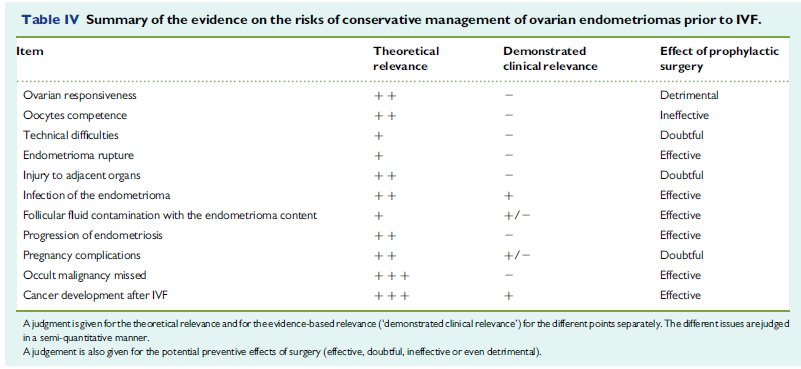 Table IV Summary of the evidence on the risks of conservative management of ovarian endometriomas prior to IVF.
Item Theoretical relevance Demonstrated clinical relevance Effect of prophylactic surgery
Ovarian responsiveness ++ − Detrimental
Oocytes competence ++ − Ineffective
Technical difficulties + − Doubtful
Endometrioma rupture + − Effective
Injury to adjacent organs ++ − Doubtful
Infection of the endometrioma ++ + Effective
Follicular fluid contamination with the endometrioma content + +/− Effective
Progression of endometriosis ++ − Effective
Pregnancy complications ++ +/− Doubtful
Occult malignancy missed +++ − Effective
Cancer development after IVF +++ + Effective
A judgment is given for the theoretical relevance and for the evidence-based relevance (‘demonstrated clinical relevance’) for the different points separately. The different issues are judged
in a semi-quantitative manner.
A judgement is also given for the potential preventive effects of surgery (effective, doubtful, ineffective or even detrimental).